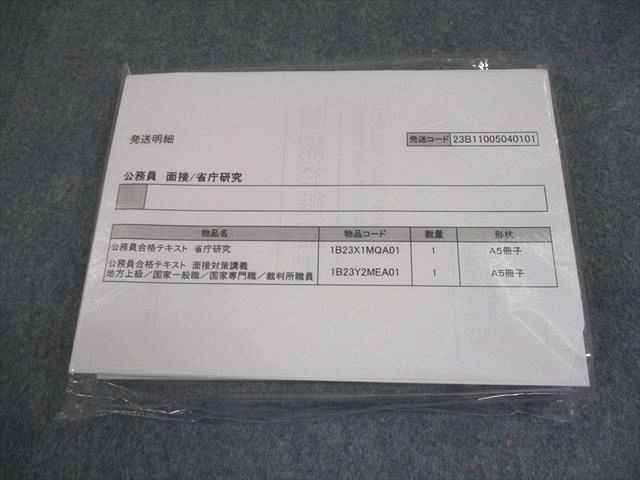 発送明細
発送コード 23B11005040101
公務員 面接/省庁研究
物品名 物品コード 数量 形状
公務員合格テキスト 省庁研究 1B23X1MQA01 1 A5冊子
公務員合格テキスト 面接対策講義
地方上級/国家一般職/国家専門職/裁判所職員 1B23Y2MEA01 1 A5冊子